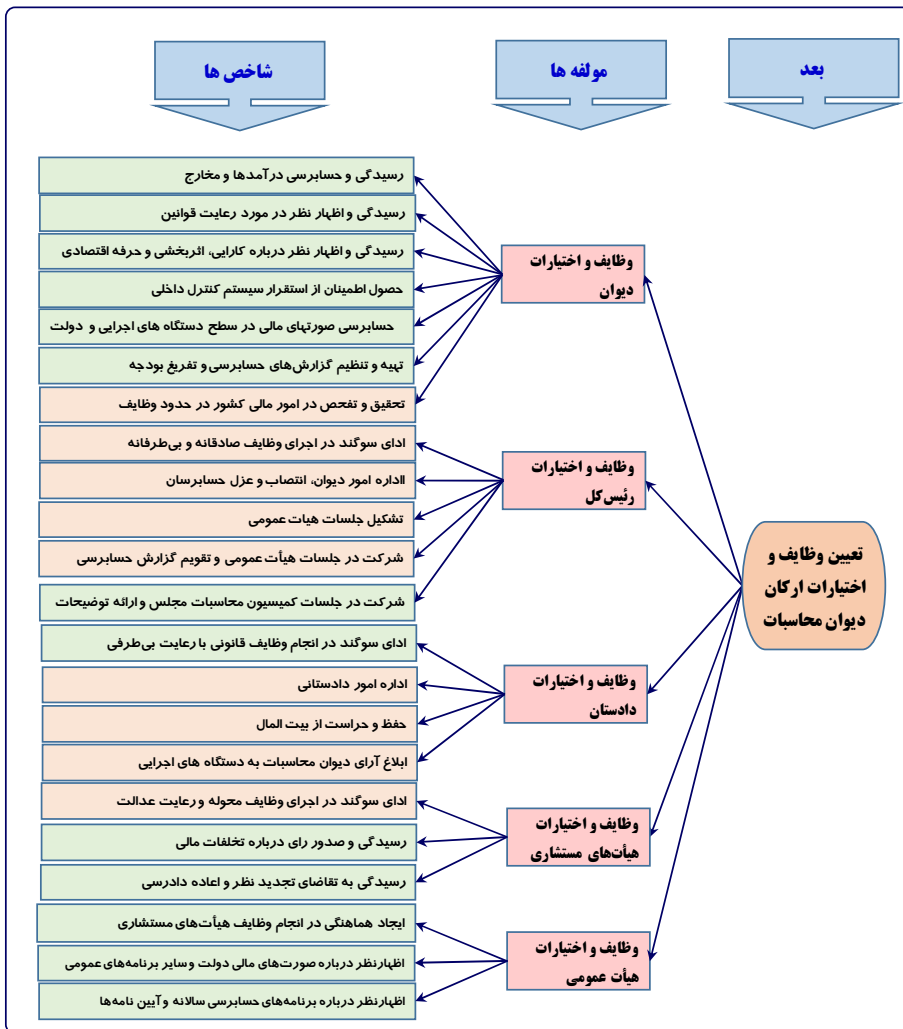 بعد
مولفه ها
شاخص ها
تعیین وظایف و
اختیارات ارکان
دیوان محاسبات
وظایف و اختیارات
دیوان
رسیدگی و حسابرسی درآمدها و مخارج
رسیدگی و اظهار نظر در مورد رعایت قوانین
رسیدگی و اظهار نظر درباره کارایی، اثربخشی و حرفه اقتصادی
حصول اطمینان از استقرار سیستم کنترل داخلی
حسابرسی صورتهای مالی در سطح دستگاه های اجرایی و دولت
تهیه و تنظیم گزارش‌های حسابرسی و تفریغ بودجه
تحقیق و تفحص در امور مالی کشور در حدود وظایف
وظایف و اختیارات
رئیس‌کل
ادای سوگند در اجرای وظایف صادقانه و بی‌طرفانه
ااداره امور دیوان، انتصاب و عزل حسابرسان
تشکیل جلسات هیات عمومی
شرکت در جلسات هیأت عمومی و تقویم گزارش حسابرسی
شرکت در جلسات کمیسیون محاسبات مجلس و ارائه توضیحات
وظایف و اختیارات
دادستان
ادای سوگند در انجام وظایف قانونی با رعایت بی‌طرفی
اداره امور دادستانی
حفظ و حراست از بیت المال
ابلاغ آرای دیوان محاسبات به دستگاه های اجرایی
وظایف و اختیارات
هیأت‌های مستشاری
ادای سوگند در اجرای وظایف محوله و رعایت عدالت
رسیدگی و صدور رای درباره تخلفات مالی
رسیدگی به تقاضای تجدید نظر و اعاده دادرسی
وظایف و اختیارات
هیأت عمومی
ایجاد هماهنگی در انجام وظایف هیأت‌های مستشاری
اظهارنظر درباره صورت‌های مالی دولت و سایر برنامه‌های عمومی
اظهارنظر درباره برنامه‌های حسابرسی سالانه و آیین نامه‌ها